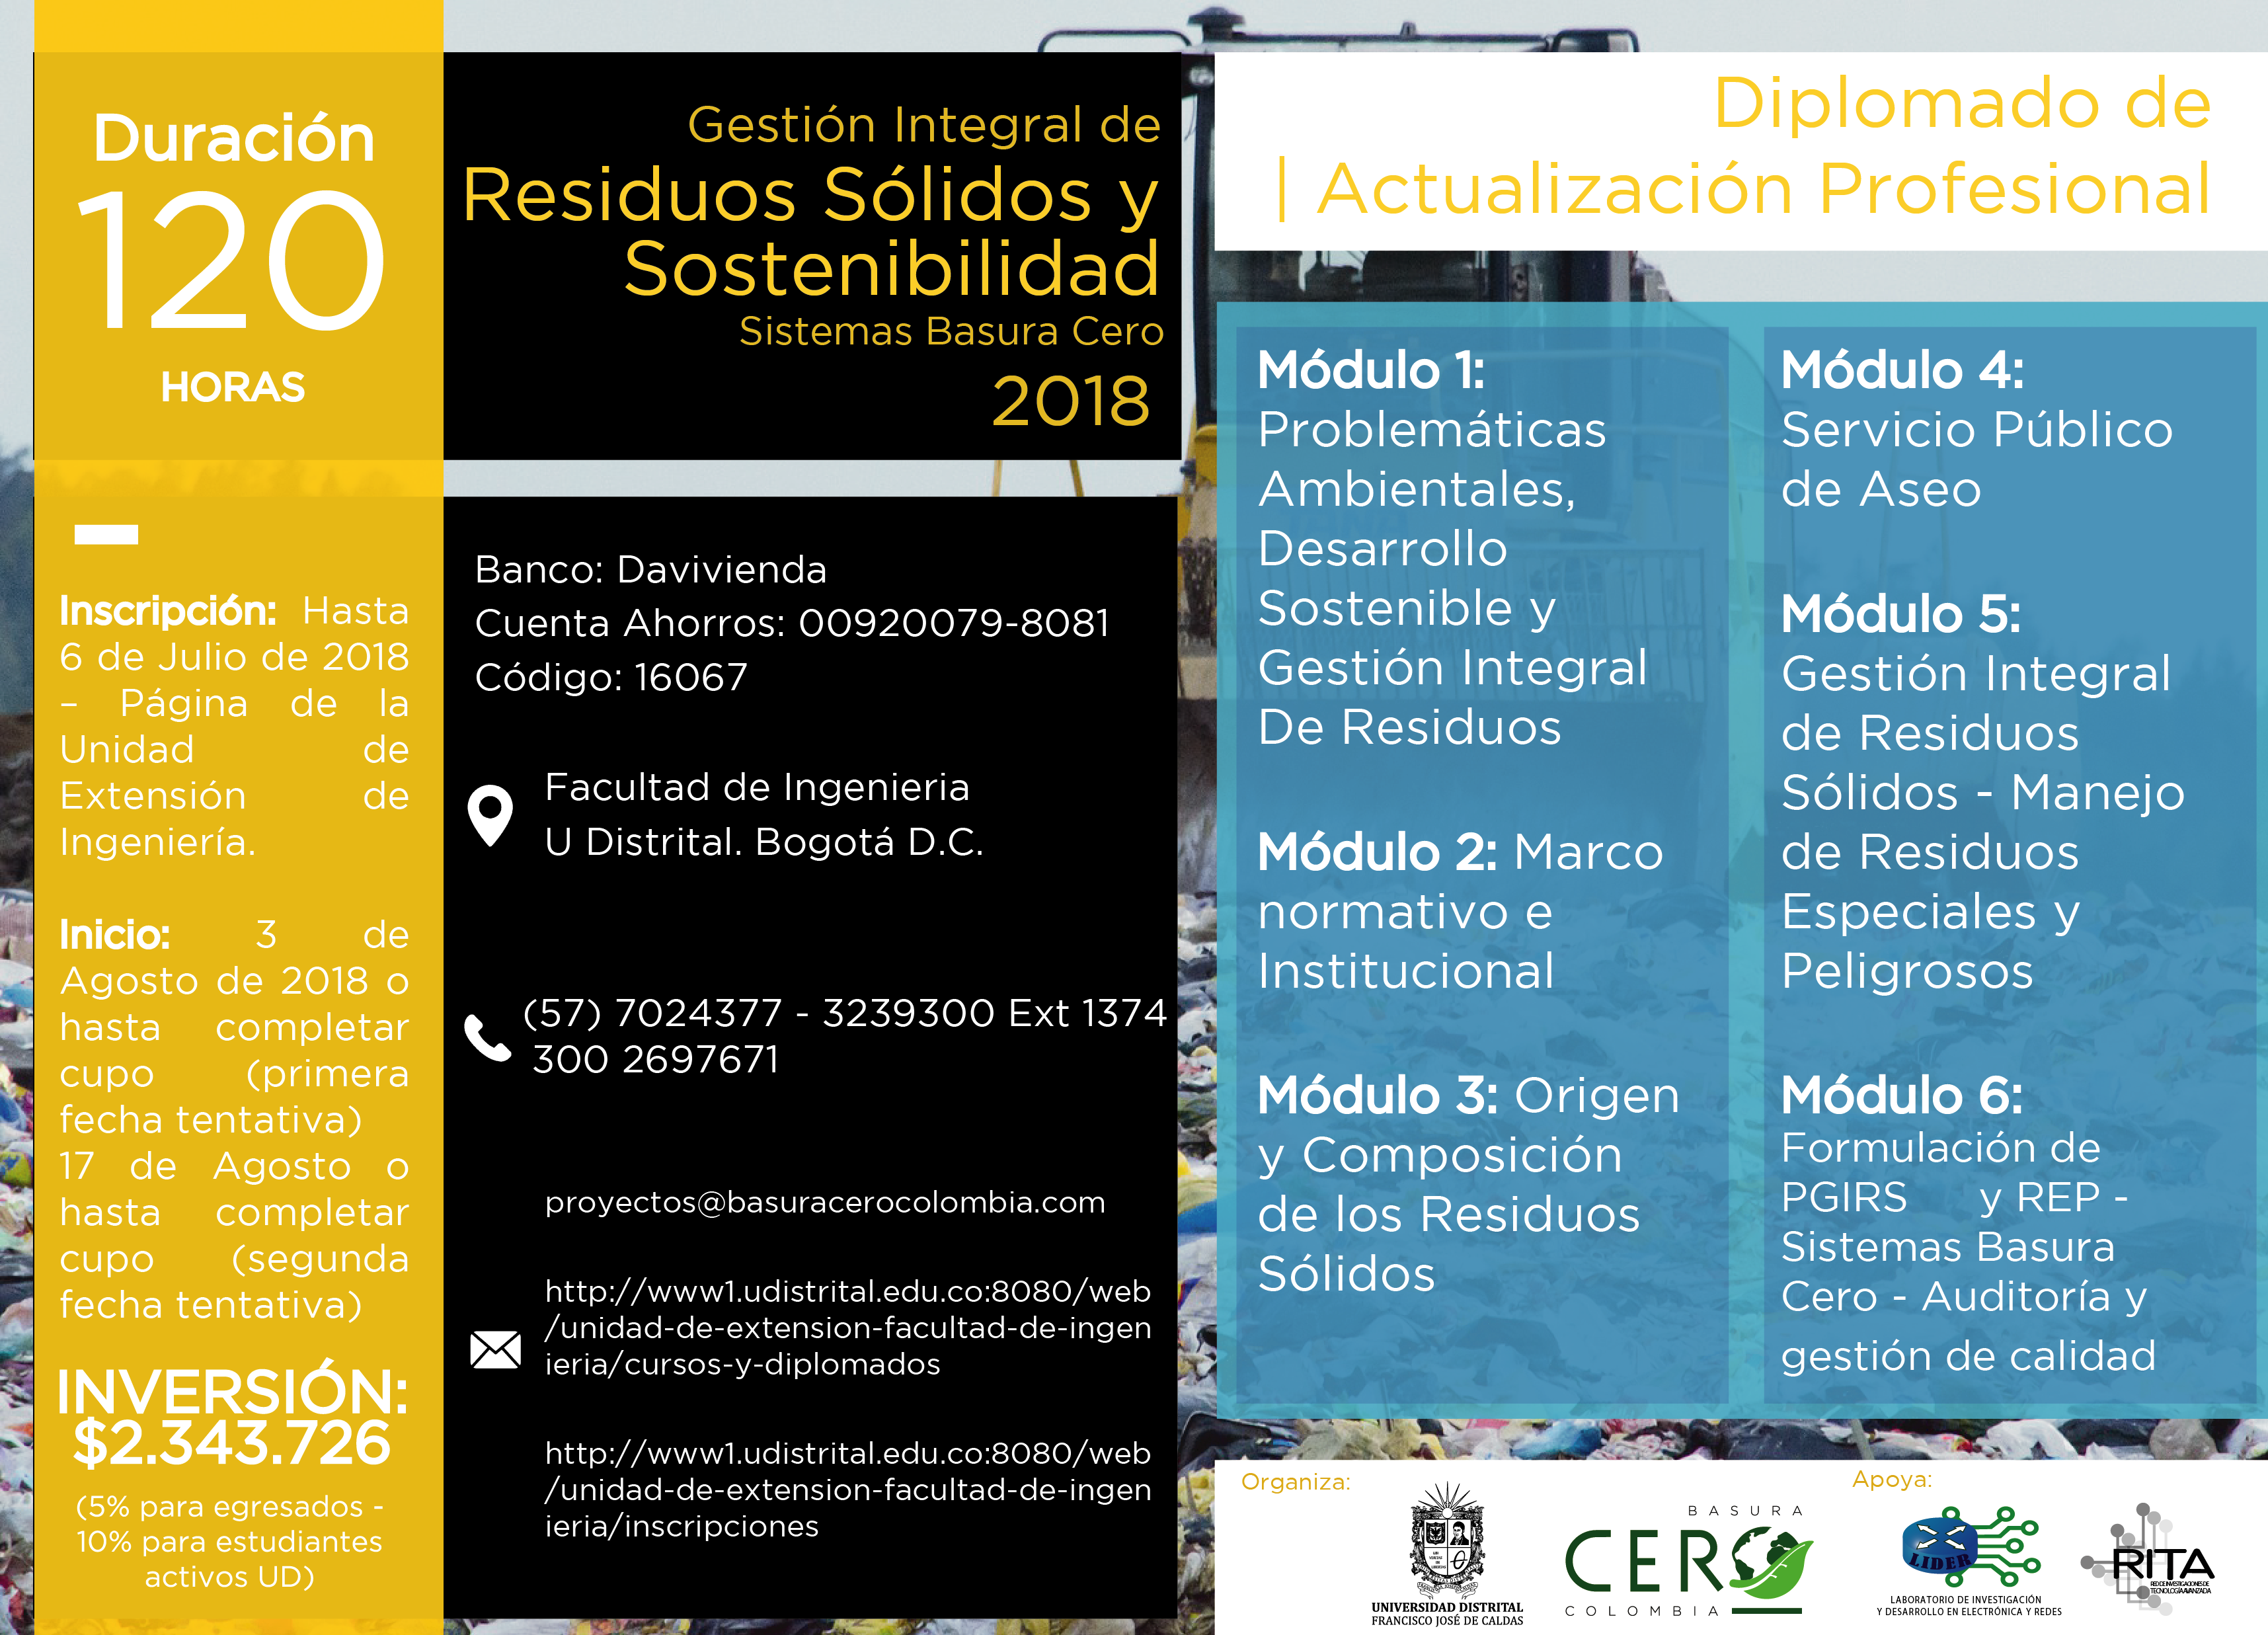 Duración
120
HORAS
Inscripción: Hasta
6 de Julio de 2018
– Página de la
Unidad de
Extensión de
Ingeniería.
Inicio: 3 de
Agosto de 2018 o
hasta completar
cupo (primera
fecha tentativa)
17 de Agosto o
hasta completar
cupo (segunda
fecha tentativa)
INVERSIÓN:
$2.343.726
(5% para egresados -
10% para estudiantes
activos UD)
Gestión Integral de
Residuos Sólidos y
Sostenibilidad
Sistemas Basura Cero
2018
Banco: Davivienda
Cuenta Ahorros: 00920079-8081
Código: 16067
Facultad de Ingenieria
U Distrital. Bogotá D.C.
(57) 7024377 - 3239300 Ext 1374
300 2697671
proyectos@basuracerocolombia.com
http://www1.udistrital.edu.co:8080/web
/unidad-de-extension-facultad-de-ingen
ieria/cursos-y-diplomados
http://www1.udistrital.edu.co:8080/web
/unidad-de-extension-facultad-de-ingen
ieria/inscripciones
Diplomado de
| Actualización Profesional
Módulo 1:
Problemáticas
Ambientales,
Desarrollo
Sostenible y
Gestión Integral
De Residuos
Módulo 2: Marco
normativo e
Institucional
Módulo 3: Origen
y Composición
de los Residuos
Sólidos
Módulo 4:
Servicio Público
de Aseo
Módulo 5:
Gestión Integral
de Residuos
Sólidos - Manejo
de Residuos
Especiales y
Peligrosos
Módulo 6:
Formulación de
PGIRS y REP -
Sistemas Basura
Cero - Auditoría y
gestión de calidad
Organiza:
UNIVERSIDAD DISTRITAL
FRANCISCO JOSÉ DE CALDAS
BASURA
CERO
COLOMBIA
Apoya:
LIDER
LABORATORIO DE INVESTIGACIÓN
Y DESARROLLO EN ELECTRÓNICA Y REDES
RITA
RED DE INVESTIGACIONES DE
TECNOLOGÍA AVANZADA